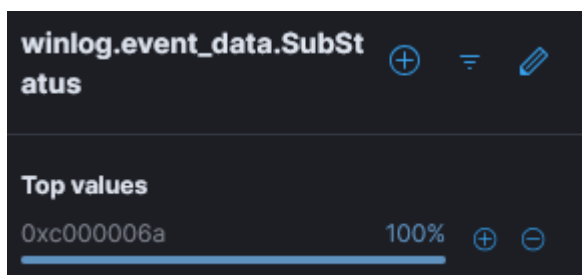 winlog.event_data.SubSt
atus
Top values
0xc000006a 100%